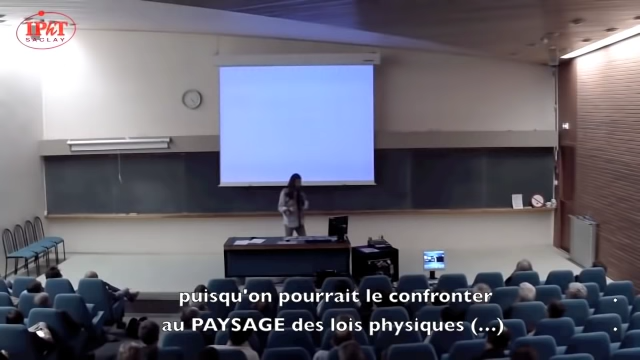 IPhT
SACLAY
puisqu'on pourrait le confronter
au PAYSAGE des lois physiques (...)